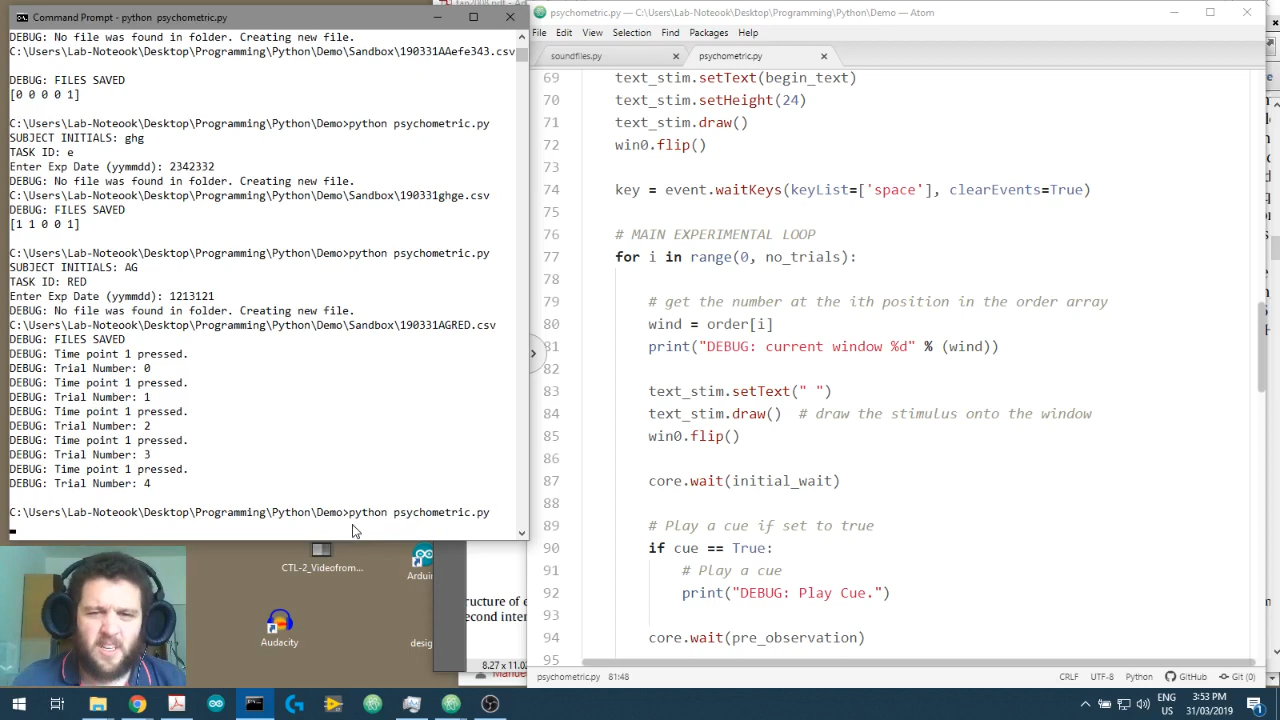 Command Prompt - python psychometric.py
DEBUG: No file was found in folder. Creating new file.
C:\Users\Lab-Noteook\Desktop\Programming\Python\Demo\Sandbox\190331AAefe343.csv
DEBUG: FILES SAVED
[0 0 0 0 1]
C:\Users\Lab-Noteook\Desktop\Programming\Python\Demo>python psychometric.py
SUBJECT INITIALS: ghg
TASK ID: e
Enter Exp Date (yymmdd): 2342332
DEBUG: No file was found in folder. Creating new file.
C:\Users\Lab-Noteook\Desktop\Programming\Python\Demo\Sandbox\190331ghge.csv
DEBUG: FILES SAVED
[1 1 0 0 1]
C:\Users\Lab-Noteook\Desktop\Programming\Python\Demo>python psychometric.py
SUBJECT INITIALS: AG
TASK ID: RED
Enter Exp Date (yymmdd): 1213121
DEBUG: No file was found in folder. Creating new file.
C:\Users\Lab-Noteook\Desktop\Programming\Python\Demo\Sandbox\190331AGRED.csv
DEBUG: FILES SAVED
DEBUG: Time point 1 pressed.
DEBUG: Trial Number: 0
DEBUG: Time point 1 pressed.
DEBUG: Trial Number: 1
DEBUG: Time point 1 pressed.
DEBUG: Trial Number: 2
DEBUG: Time point 1 pressed.
DEBUG: Trial Number: 3
DEBUG: Time point 1 pressed.
DEBUG: Trial Number: 4
C:\Users\Lab-Noteook\Desktop\Programming\Python\Demo>python psychometric.py
CTL-2_Videofrom...
Arduin
Audacity
desig
ructure of e
econd inter
8.27 x 11.0
psychometric.py — C:\Users\Lab-Noteook\Desktop\Programming\Python\Demo — Atom
File Edit View Selection Find Packages Help
soundfiles.py
psychometric.py
69 text_stim.setText(begin_text)
70 text_stim.setHeight(24)
71 text_stim.draw()
72 win0.flip()
73
74 key = event.waitKeys(keyList=['space'], clearEvents=True)
75
76 # MAIN EXPERIMENTAL LOOP
77 for i in range(0, no_trials):
78
79 # get the number at the ith position in the order array
80 wind = order[i]
81 print("DEBUG: current window %d" % (wind))
82
83 text_stim.setText(" ")
84 text_stim.draw() # draw the stimulus onto the window
85 win0.flip()
86
87 core.wait(initial_wait)
88
89 # Play a cue if set to true
90 if cue == True:
91 # Play a cue
92 print("DEBUG: Play Cue.")
93
94 core.wait(pre_observation)
95
psychometric.py 81:48
CRLF UTF-8 Python GitHub Git (0)
ENG
US
3:53 PM
31/03/2019